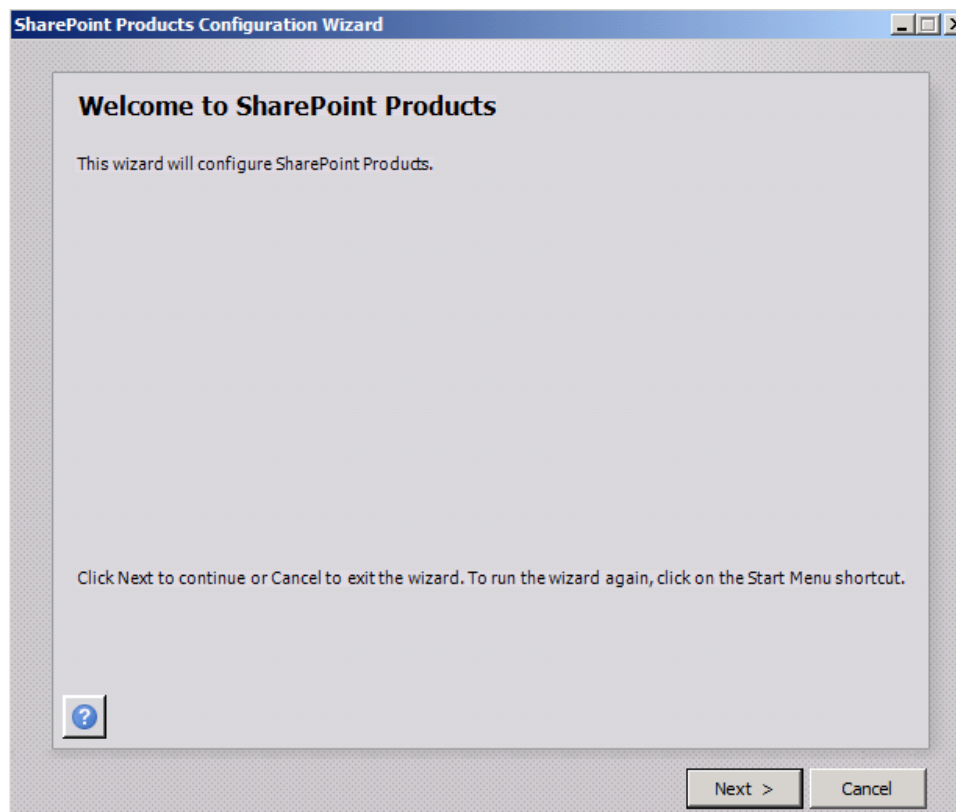 SharePoint Products Configuration Wizard
Welcome to SharePoint Products
This wizard will configure SharePoint Products.
Click Next to continue or Cancel to exit the wizard. To run the wizard again, click on the Start Menu shortcut.
?
Next >
Cancel